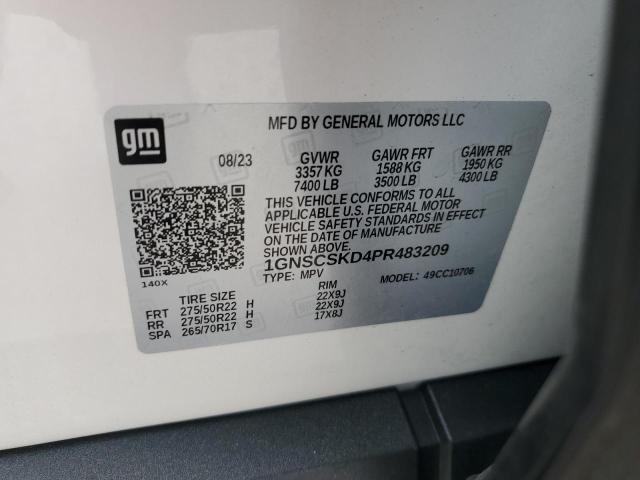 gm
MFD BY GENERAL MOTORS LLC
08/23 GVWR GAWR FRT GAWR RR
3357 KG 1588 KG 1950 KG
7400 LB 3500 LB 4300 LB
THIS VEHICLE CONFORMS TO ALL
APPLICABLE U.S. FEDERAL MOTOR
VEHICLE SAFETY STANDARDS IN EFFECT
ON THE DATE OF MANUFACTURE
SHOWN ABOVE.
1GNSCSKD4PR483209
TYPE: MPV MODEL: 49CC10706
140X
TIRE SIZE RIM
FRT 275/50R22 H 22X9J
RR 275/50R22 H 22X9J
SPA 265/70R17 S 17X8J